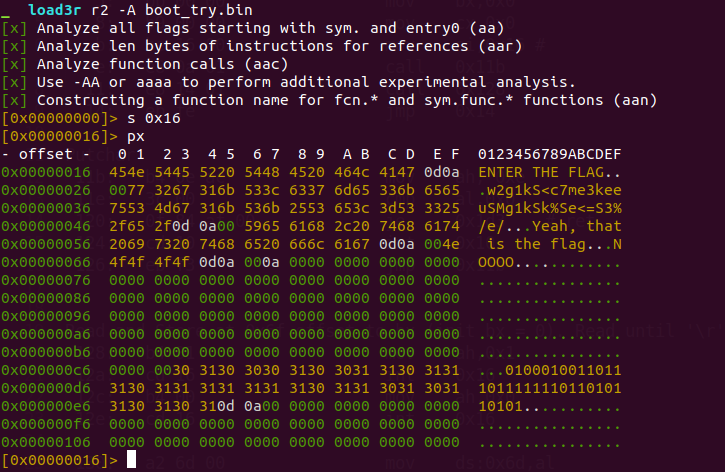 _ load3r r2 -A boot_try.bin
[x] Analyze all flags starting with sym. and entry0 (aa)
[x] Analyze len bytes of instructions for references (aar)
[x] Analyze function calls (aac)
[x] Use -AA or aaaa to perform additional experimental analysis.
[x] Constructing a function name for fcn.* and sym.func.* functions (aan)
[0x00000000]> s 0x16
[0x00000016]> px
- offset -   0 1  2 3  4 5  6 7  8 9  A B  C D  E F  0123456789ABCDEF
0x00000016  454e 5445 5220 5448 4520 464c 4147 0d0a  ENTER THE FLAG..
0x00000026  0077 3267 316b 533c 6337 6d65 336b 6565  .w2g1kS<c7me3kee
0x00000036  7553 4d67 316b 536b 2553 653c 3d53 3325  uSMg1kSk%Se<=S3%
0x00000046  2f65 2f0d 0a00 5965 6168 2c20 7468 6174  /e/...Yeah, that
0x00000056  2069 7320 7468 6520 666c 6167 0d0a 004e   is the flag...N
0x00000066  4f4f 4f4f 0d0a 000a 0000 0000 0000 0000  OOOO............
0x00000076  0000 0000 0000 0000 0000 0000 0000 0000  ................
0x00000086  0000 0000 0000 0000 0000 0000 0000 0000  ................
0x00000096  0000 0000 0000 0000 0000 0000 0000 0000  ................
0x000000a6  0000 0000 0000 0000 0000 0000 0000 0000  ................
0x000000b6  0000 0000 0000 0000 0000 0000 0000 0000  ................
0x000000c6  0000 0030 3130 3030 3130 3031 3130 3131  ...0100010011011
0x000000d6  3130 3131 3131 3131 3130 3131 3031 3031  1011111110110101
0x000000e6  3130 3130 310d 0a00 0000 0000 0000 0000  10101...........
0x000000f6  0000 0000 0000 0000 0000 0000 0000 0000  ................
0x00000106  0000 0000 0000 0000 0000 0000 0000 0000  ................
[0x00000016]>